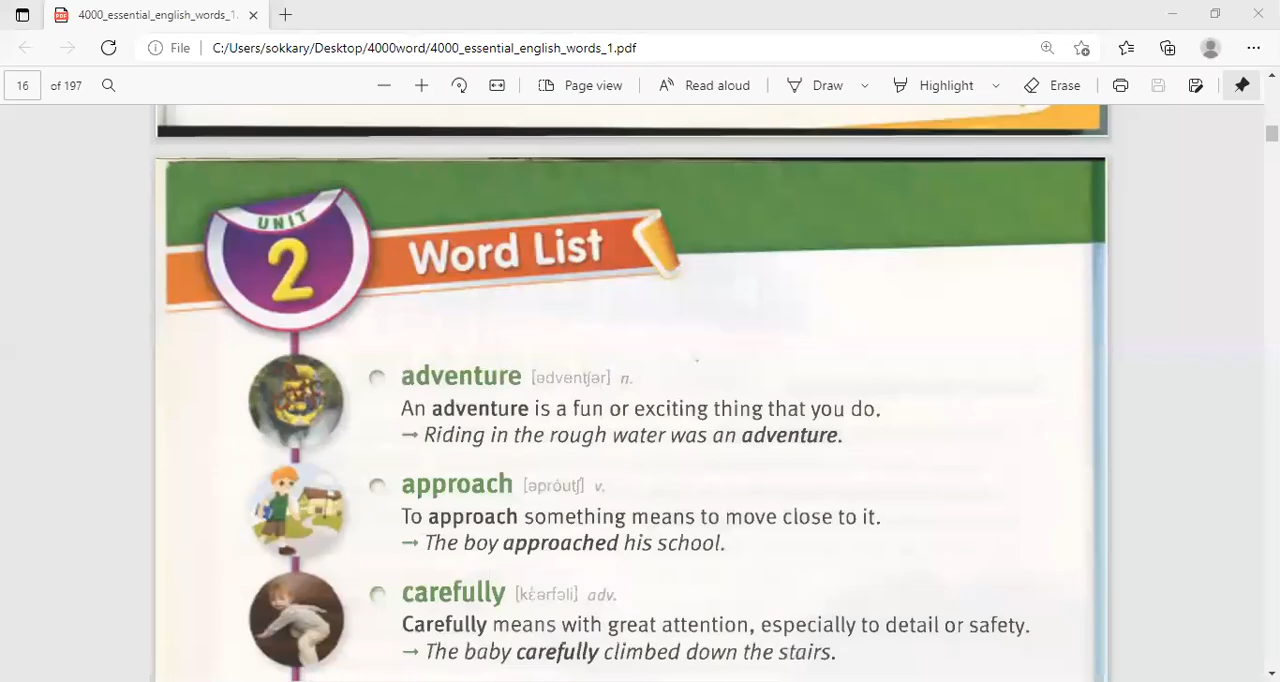 4000_essential_english_words_1.
File C:/Users/sokkary/Desktop/4000word/4000_essential_english_words_1.pdf
16 of 197 Page view Read aloud Draw Highlight Erase
UNIT
2
Word List
adventure [ədventʃər] n.
An adventure is a fun or exciting thing that you do.
→ Riding in the rough water was an adventure.
approach [əpróutʃ] v.
To approach something means to move close to it.
→ The boy approached his school.
carefully [kέərfəli] adv.
Carefully means with great attention, especially to detail or safety.
→ The baby carefully climbed down the stairs.